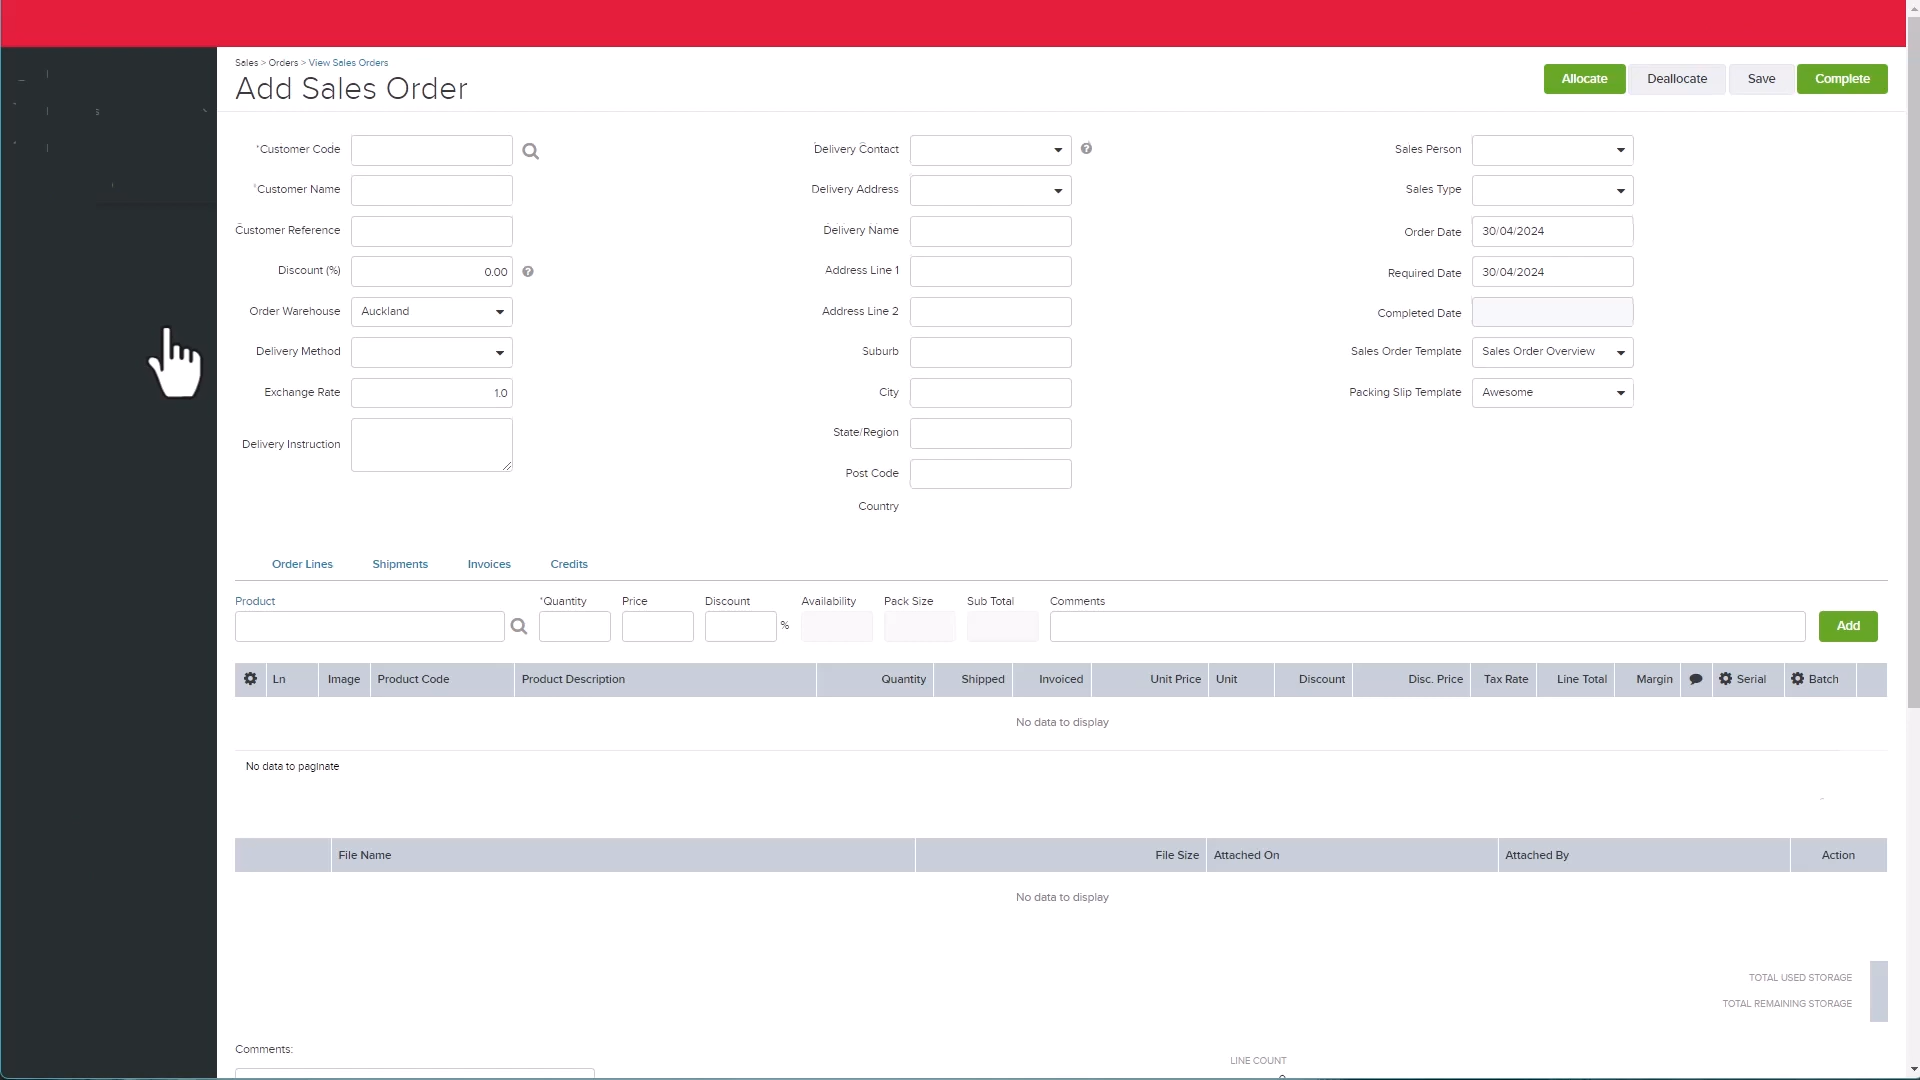 Sales > Orders > View Sales Orders
Add Sales Order
Allocate
Deallocate
Save
Complete
*Customer Code
*Customer Name
Customer Reference
Discount (%) 0.00
Order Warehouse Auckland
Delivery Method
Exchange Rate 1.0
Delivery Instruction
Delivery Contact
Delivery Address
Delivery Name
Address Line 1
Address Line 2
Suburb
City
State/Region
Post Code
Country
Sales Person
Sales Type
Order Date 30/04/2024
Required Date 30/04/2024
Completed Date
Sales Order Template Sales Order Overview
Packing Slip Template Awesome
Order Lines Shipments Invoices Credits
Product *Quantity Price Discount Availability Pack Size Sub Total Comments
% Add
Ln Image Product Code Product Description Quantity Shipped Invoiced Unit Price Unit Discount Disc. Price Tax Rate Line Total Margin Serial Batch
No data to display
No data to paginate
File Name File Size Attached On Attached By Action
No data to display
TOTAL USED STORAGE
TOTAL REMAINING STORAGE
Comments:
LINE COUNT